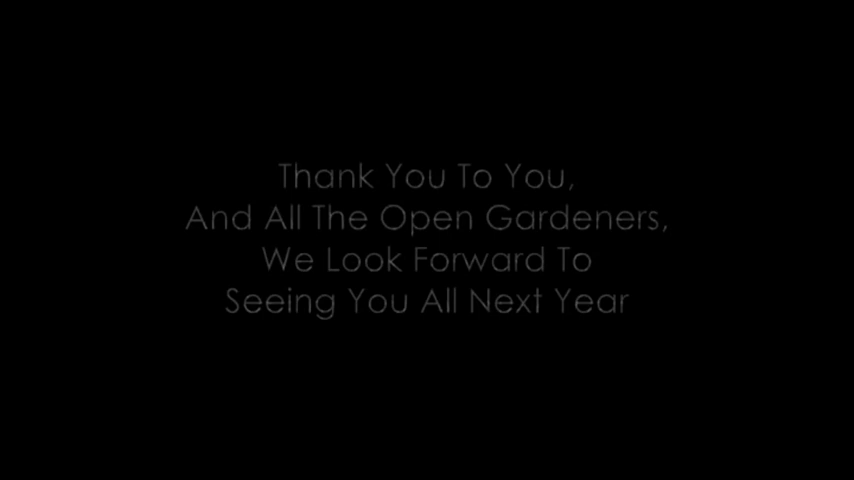 Thank You To You,
And All The Open Gardeners,
We Look Forward To
Seeing You All Next Year